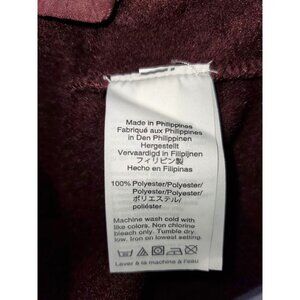 Made in Philippines
Fabriqué aux Philippines
in Den Philippinen
Hergestellt
Vervaardigd in Filipijnen
フィリピン製
Hecho en Filipinas
100% Polyester/Polyester/
Polyester/Polyester/
ポリエステル/
poliéster
Machine wash cold with
like colors. Non chlorine
bleach only. Tumble dry
low. Iron on lowest setting.
Laver à la machine à l'eau